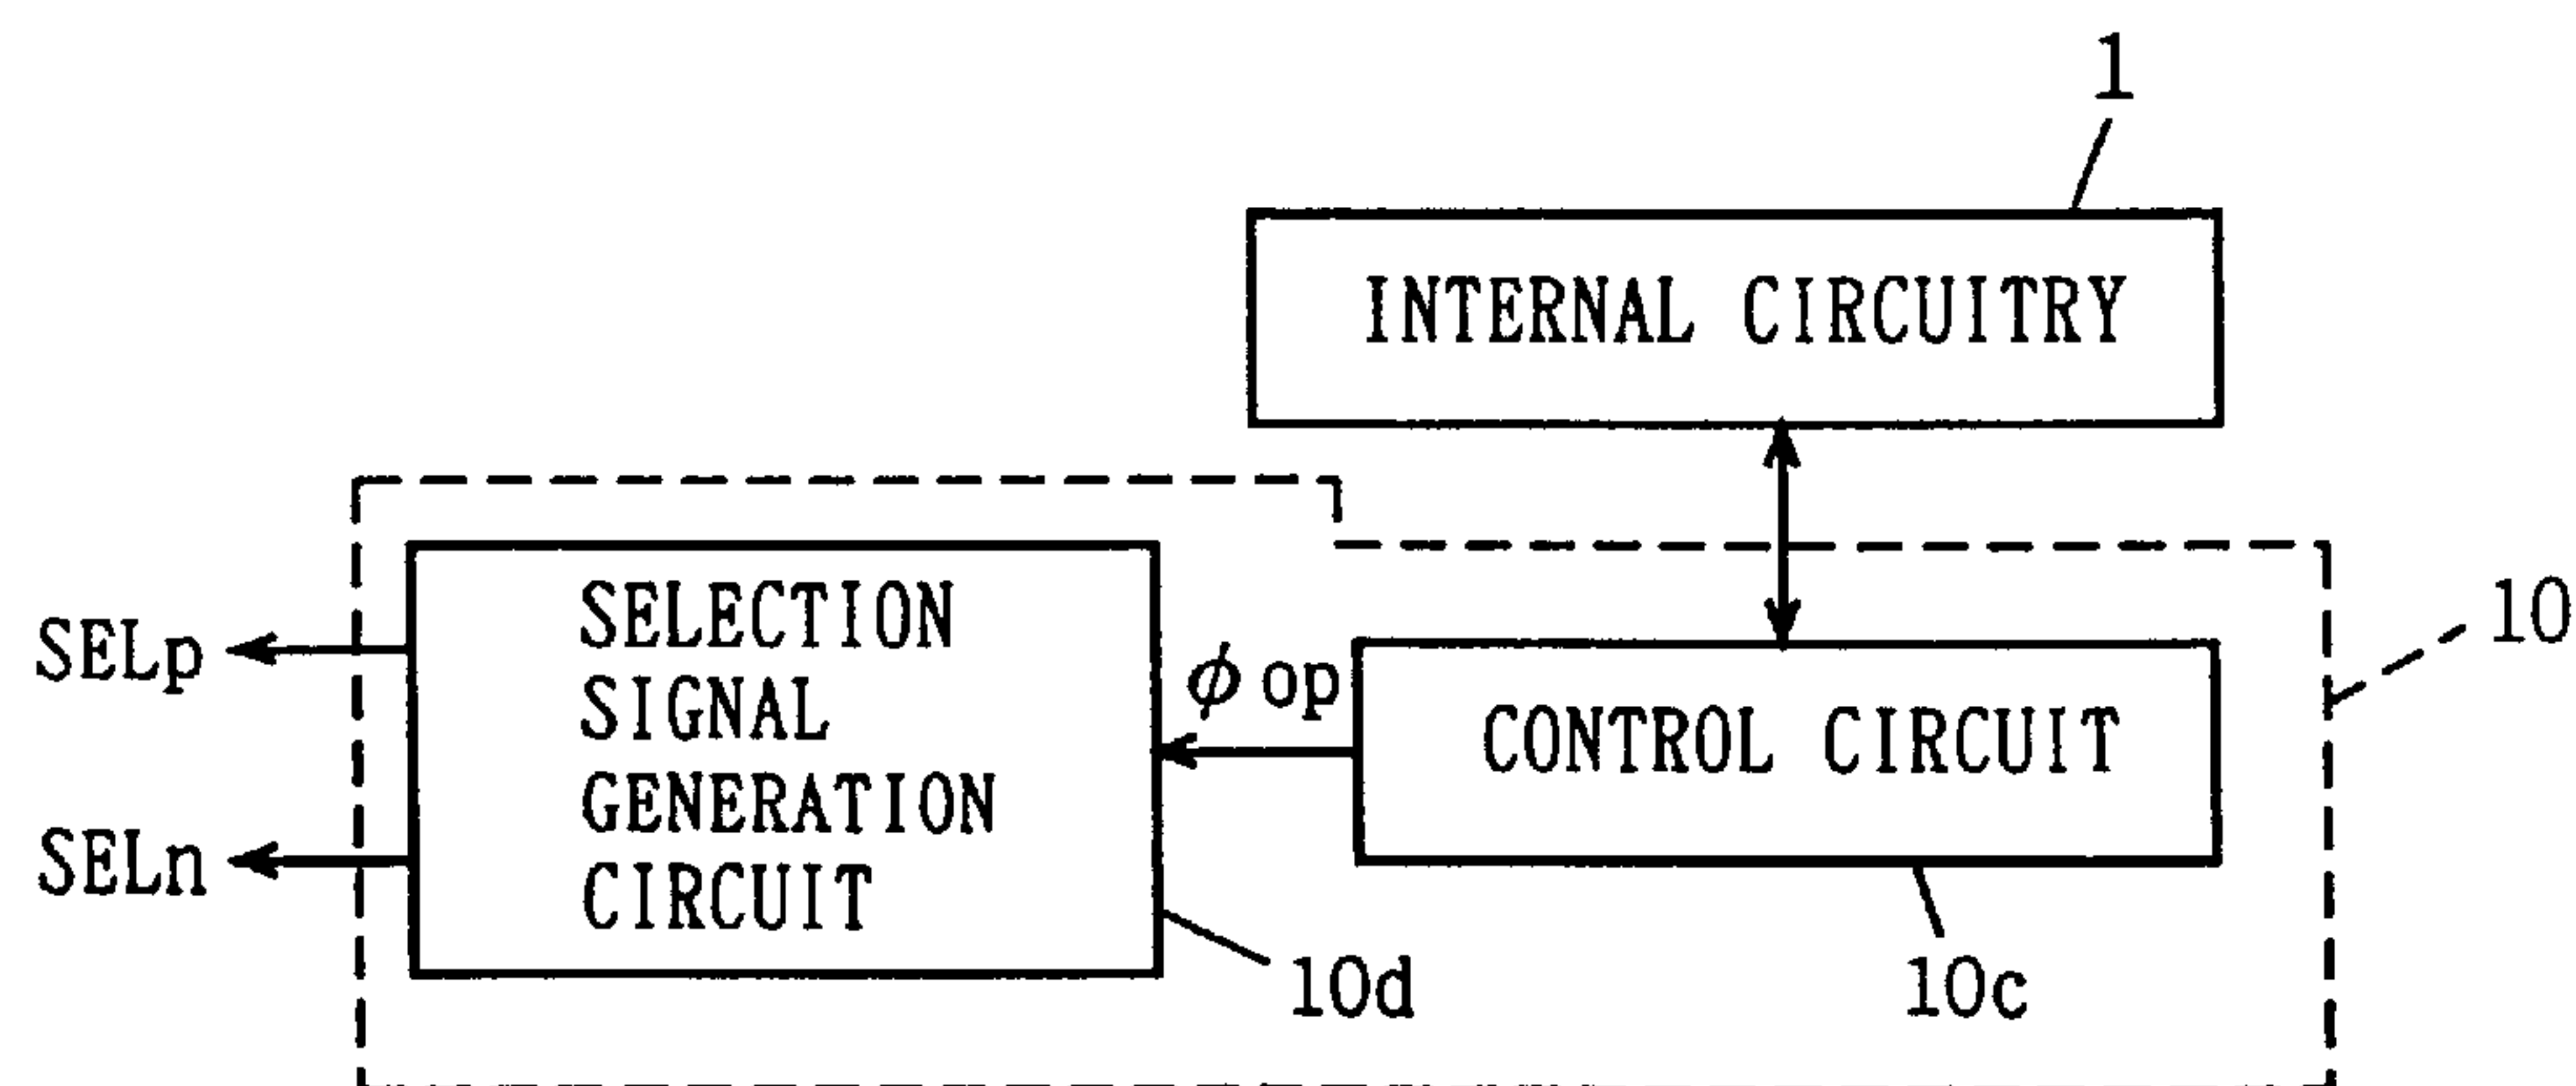 1
INTERNAL CIRCUITRY
10
SELECTION
SIGNAL
GENERATION
CIRCUIT
SELp
SELn
φ op
CONTROL CIRCUIT
10d
10c